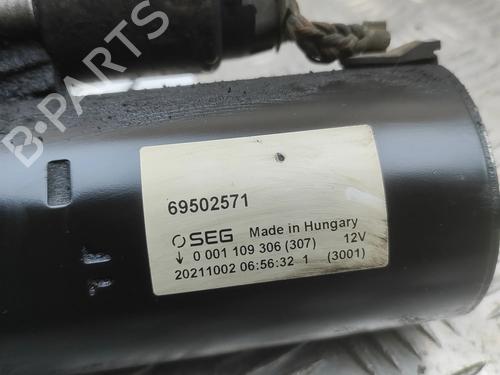 B-PARTS
69502571
SEG Made in Hungary
↓ 0 001 109 306 (307) 12V
20211002 06:56:32 1 (3001)